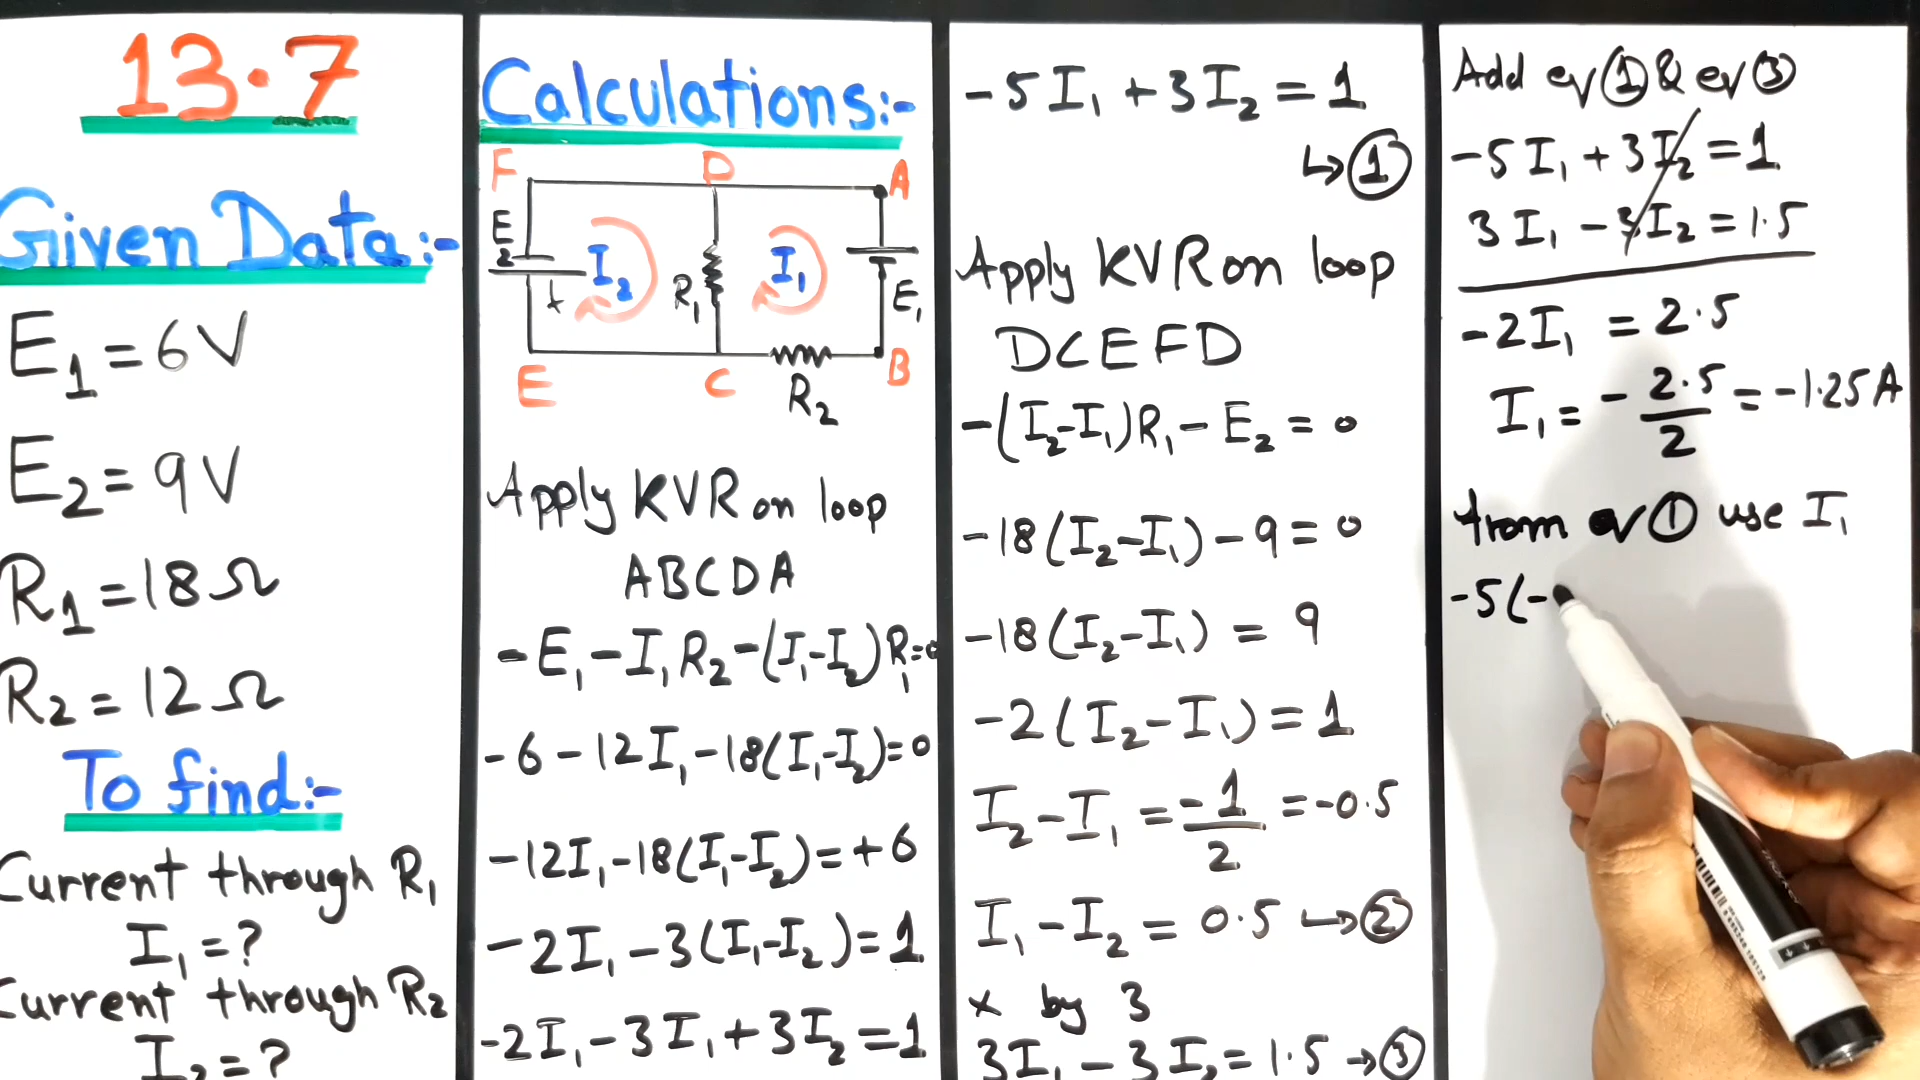 13.7
Given Data:-
E₁ = 6V
E₂ = 9V
R₁ = 18Ω
R₂ = 12Ω
To find:-
Current through R₁
I₁ = ?
Current through R₂
I₂ = ?
Calculations:-
F D A
E₂ I₂ R₁ I₁ E₁
+
E C B
R₂
Apply KVR on loop
ABCDA
-E₁-I₁R₂-(I₁-I₂)R₁=0
-6-12I₁-18(I₁-I₂)=0
-12I₁-18(I₁-I₂)=+6
-2I₁-3(I₁-I₂)=1
-2I₁-3I₁+3I₂=1
-5I₁+3I₂=1
↳①
Apply KVR on loop
DCEFD
-(I₂-I₁)R₁-E₂=0
-18(I₂-I₁)-9=0
-18(I₂-I₁)=9
-2(I₂-I₁)=1
I₂-I₁=-1/2=-0.5
I₁-I₂=0.5↳②
× by 3
3I₁-3I₂=1.5→③
Add eq① & eq③
-5I₁+3I₂=1
3I₁-3I₂=1.5
-2I₁=2.5
I₁=-2.5/2=-1.25A
from eq① use I₁
-5(-